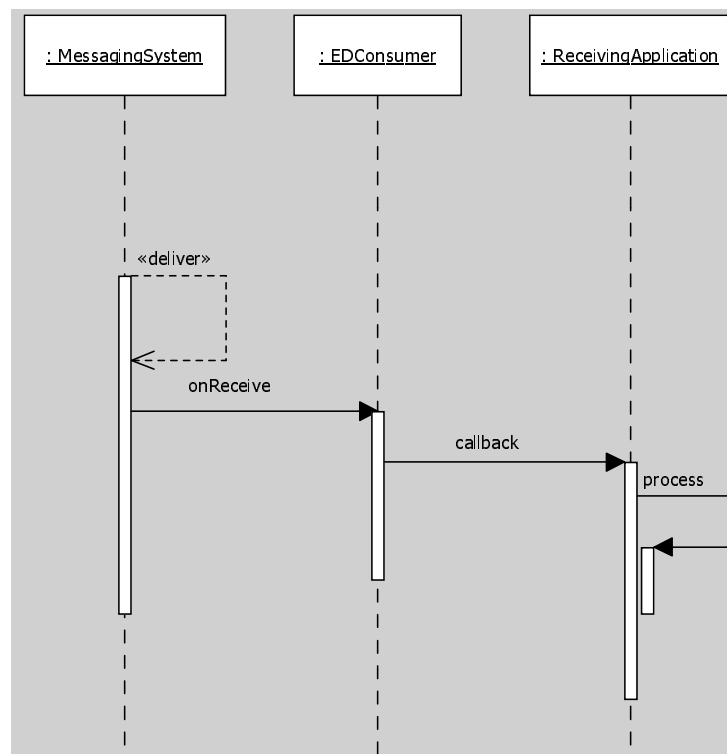 : MessagingSystem
: EDConsumer
: ReceivingApplication
«deliver»
onReceive
callback
process